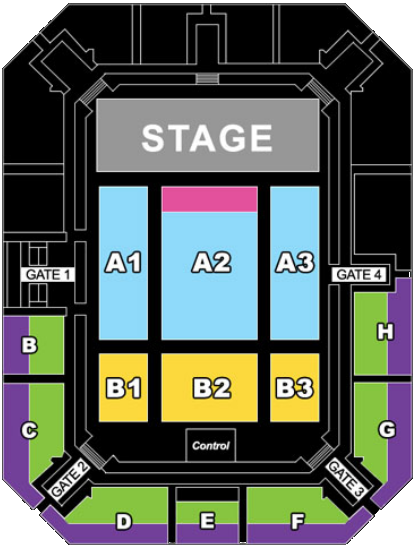 STAGE
A1 A2 A3
GATE 1 GATE 4
B H
B1 B2 B3
C G
Control
GATE 2 GATE 3
D E F